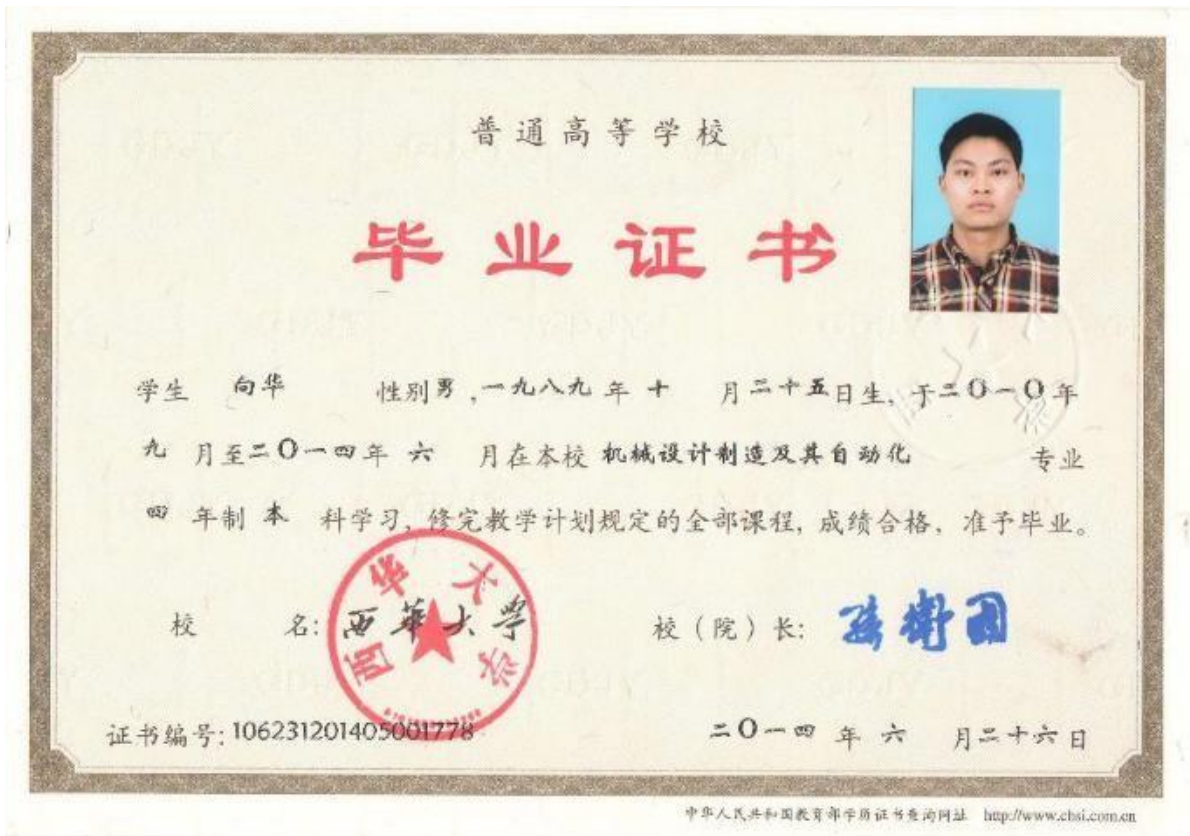 普通高等学校
毕业证书
学生 向华 性别男,一九八九年十月二十五日生,于二〇一〇年
九月至二〇一四年六月在本校 机械设计制造及其自动化 专业
四年制本科学习,修完教学计划规定的全部课程,成绩合格,准予毕业。
校 名: 西華大学 校(院)长: 孙衛国
西华大学
证书编号: 106231201405001778 二〇一四年六月二十六日
中华人民共和国教育部学历证书查询网址 http://www.chsi.com.cn